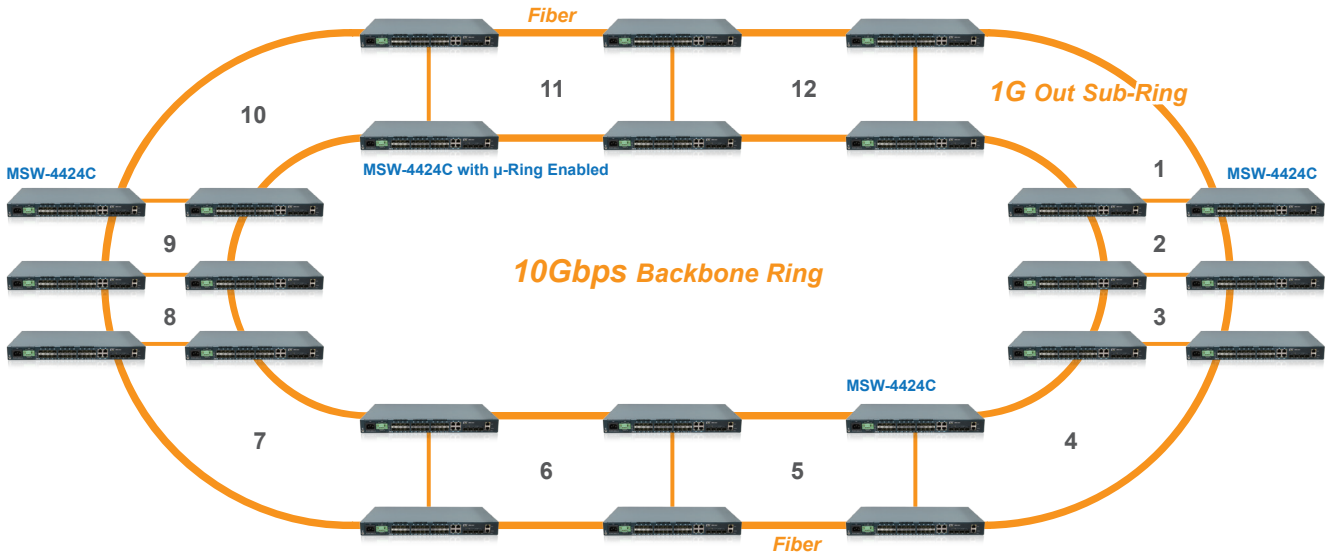 Fiber
11
12
1G Out Sub-Ring
10
MSW-4424C
MSW-4424C with µ-Ring Enabled
1
MSW-4424C
9
2
10Gbps Backbone Ring
8
3
MSW-4424C
7
6
5
4
Fiber